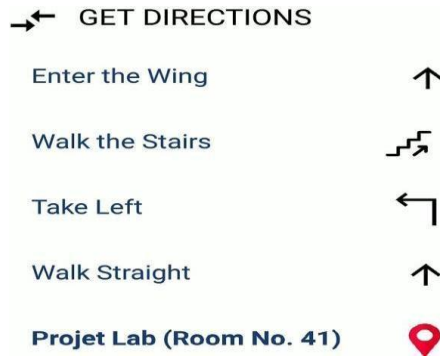 GET DIRECTIONS
Enter the Wing
Walk the Stairs
Take Left
Walk Straight
Projet Lab (Room No. 41)